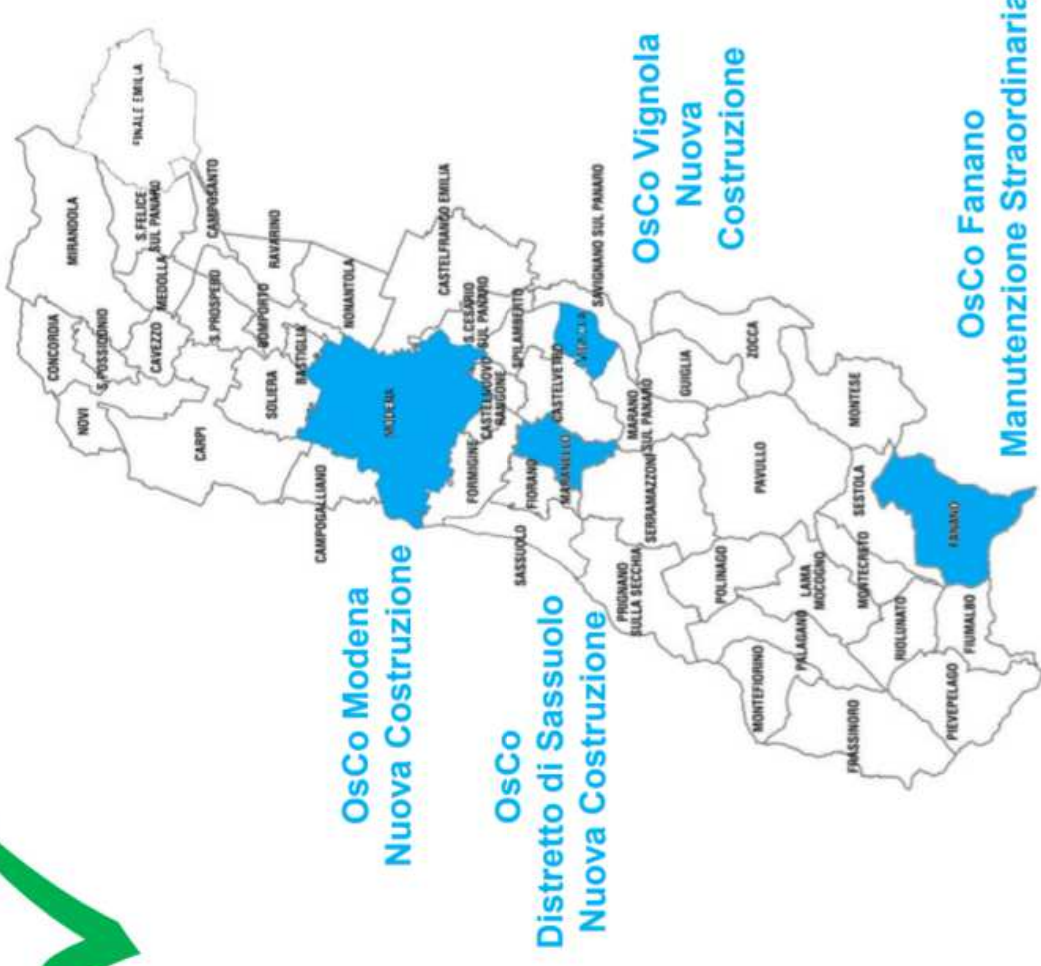 FINALE EMILIA
MIRANDOLA
CONCORDIA
S.FELICE
SUL PANARO
S.POSSIDONIO
NOVI
MEDOLLA
CAVEZZO
CAMPOSANTO
S.PROSPERO
RAVARINO
CARPI
BOMPORTO
SOLIERA
BASTIGLIA
NONANTOLA
CAMPOGALLIANO
MODENA
CASTELFRANCO EMILIA
OsCo Modena
Nuova Costruzione
S.CESARIO
SUL PANARO
CASTELNUOVO
RANGONE
SPILAMBERTO
FORMIGINE
FIORANO
MARANELLO
CASTELVETRO
VIGNOLA
SAVIGNANO SUL PANARO
SASSUOLO
OsCo Vignola
Nuova
Costruzione
OsCo
Distretto di Sassuolo
Nuova Costruzione
MARANO
SUL PANARO
GUIGLIA
SERRAMAZZONI
PRIGNANO
SULLA SECCHIA
ZOCCA
POLINAGO
PAVULLO
MONTEFIORINO
PALAGANO
LAMA
MOCOGNO
MONTESE
MONTECRETO
SESTOLA
FRASSINORO
RIOLUNATO
FANANO
FIUMALBO
PIEVEPELAGO
OsCo Fanano
Manutenzione Straordinaria